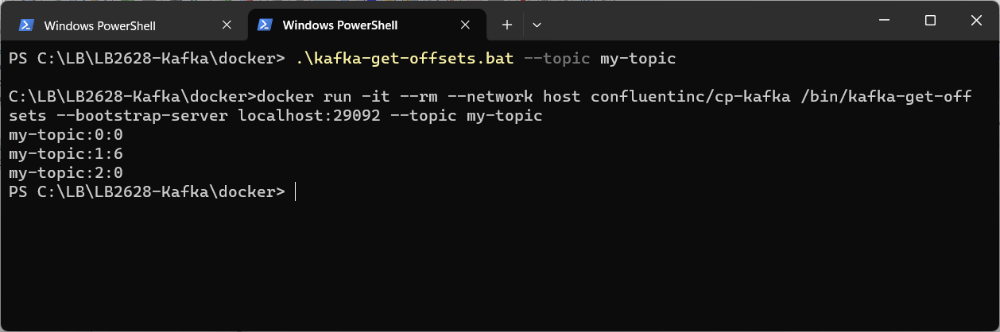 Windows PowerShell
Windows PowerShell
PS C:\LB\LB2628-Kafka\docker> .\kafka-get-offsets.bat --topic my-topic
C:\LB\LB2628-Kafka\docker>docker run -it --rm --network host confluentinc/cp-kafka /bin/kafka-get-off
sets --bootstrap-server localhost:29092 --topic my-topic
my-topic:0:0
my-topic:1:6
my-topic:2:0
PS C:\LB\LB2628-Kafka\docker>